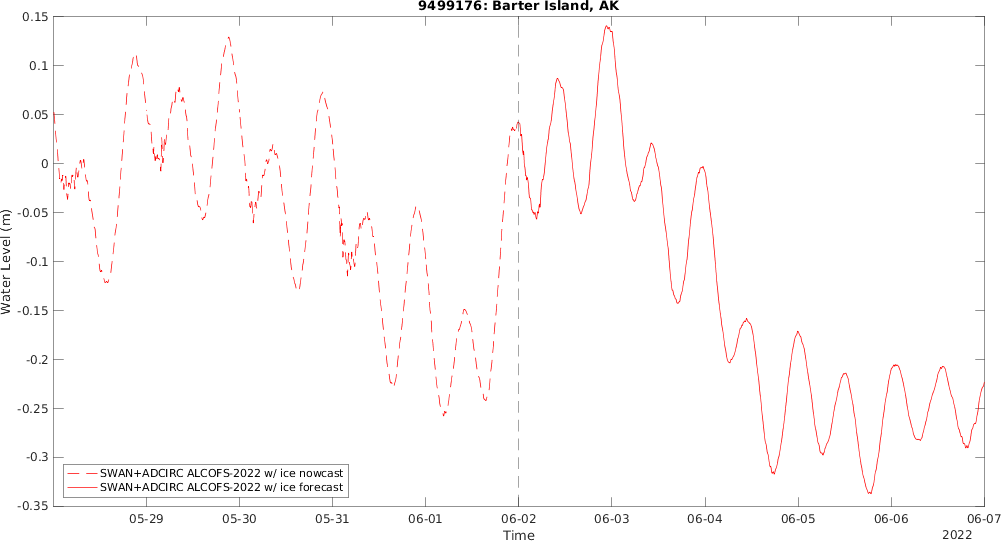 9499176: Barter Island, AK
0.15
0.1
0.05
0
-0.05
-0.1
-0.15
-0.2
-0.25
-0.3
-0.35
Water Level (m)
SWAN+ADCIRC ALCOFS-2022 w/ ice nowcast
SWAN+ADCIRC ALCOFS-2022 w/ ice forecast
05-29 05-30 05-31 06-01 06-02 06-03 06-04 06-05 06-06 06-07
Time
2022